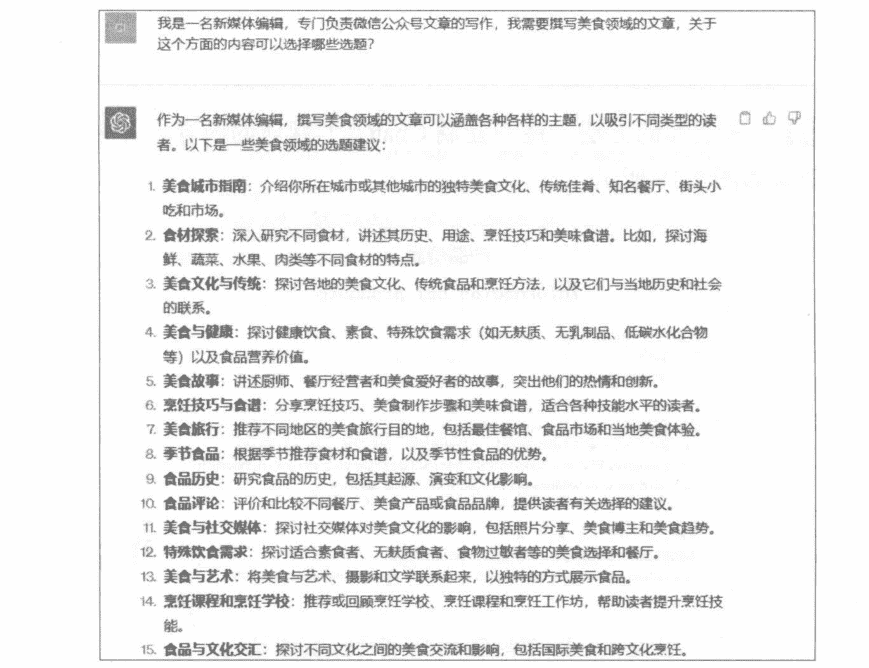 我是一名新媒体编辑，专门负责微信公众号文章的写作，我需要撰写美食领域的文章，关于
这个方面的内容可以选择哪些选题？
作为一名新媒体编辑，撰写美食领域的文章可以涵盖各种各样的主题，以吸引不同类型的读
者。以下是一些美食领域的选题建议：
1. 美食城市指南：介绍你所在城市或其他城市的独特美食文化、传统佳肴、知名餐厅、街头小
吃和市场。
2. 食材探索：深入研究不同食材，讲述其历史、用途、烹饪技巧和美味食谱。比如，探讨海
鲜、蔬菜、水果、肉类等不同食材的特点。
3. 美食文化与传统：探讨各地的美食文化、传统食品和烹饪方法，以及它们与当地历史和社会
的联系。
4. 美食与健康：探讨健康饮食、素食、特殊饮食需求（如无麸质、无乳制品、低碳水化合物
等）以及食品营养价值。
5. 美食故事：讲述厨师、餐厅经营者和美食爱好者的故事，突出他们的热情和创新。
6. 烹饪技巧与食谱：分享烹饪技巧、美食制作步骤和美味食谱，适合各种技能水平的读者。
7. 美食旅行：推荐不同地区的美食旅行目的地，包括最佳餐馆、食品市场和当地美食体验。
8. 季节食品：根据季节推荐食材和食谱，以及季节性食品的优势。
9. 食品历史：研究食品的历史，包括其起源、演变和文化影响。
10. 食品评论：评价和比较不同餐厅、美食产品或食品品牌，提供读者有关选择的建议。
11. 美食与社交媒体：探讨社交媒体对美食文化的影响，包括照片分享、美食博主和美食趋势。
12. 特殊饮食需求：探讨适合素食者、无麸质食者、食物过敏者等的美食选择和餐厅。
13. 美食与艺术：将美食与艺术、摄影和文学联系起来，以独特的方式展示食品。
14. 烹饪课程和烹饪学校：推荐或回顾烹饪学校、烹饪课程和烹饪工作坊，帮助读者提升烹饪技
能。
15. 食品与文化交汇：探讨不同文化之间的美食交流和影响，包括国际美食和跨文化烹饪。